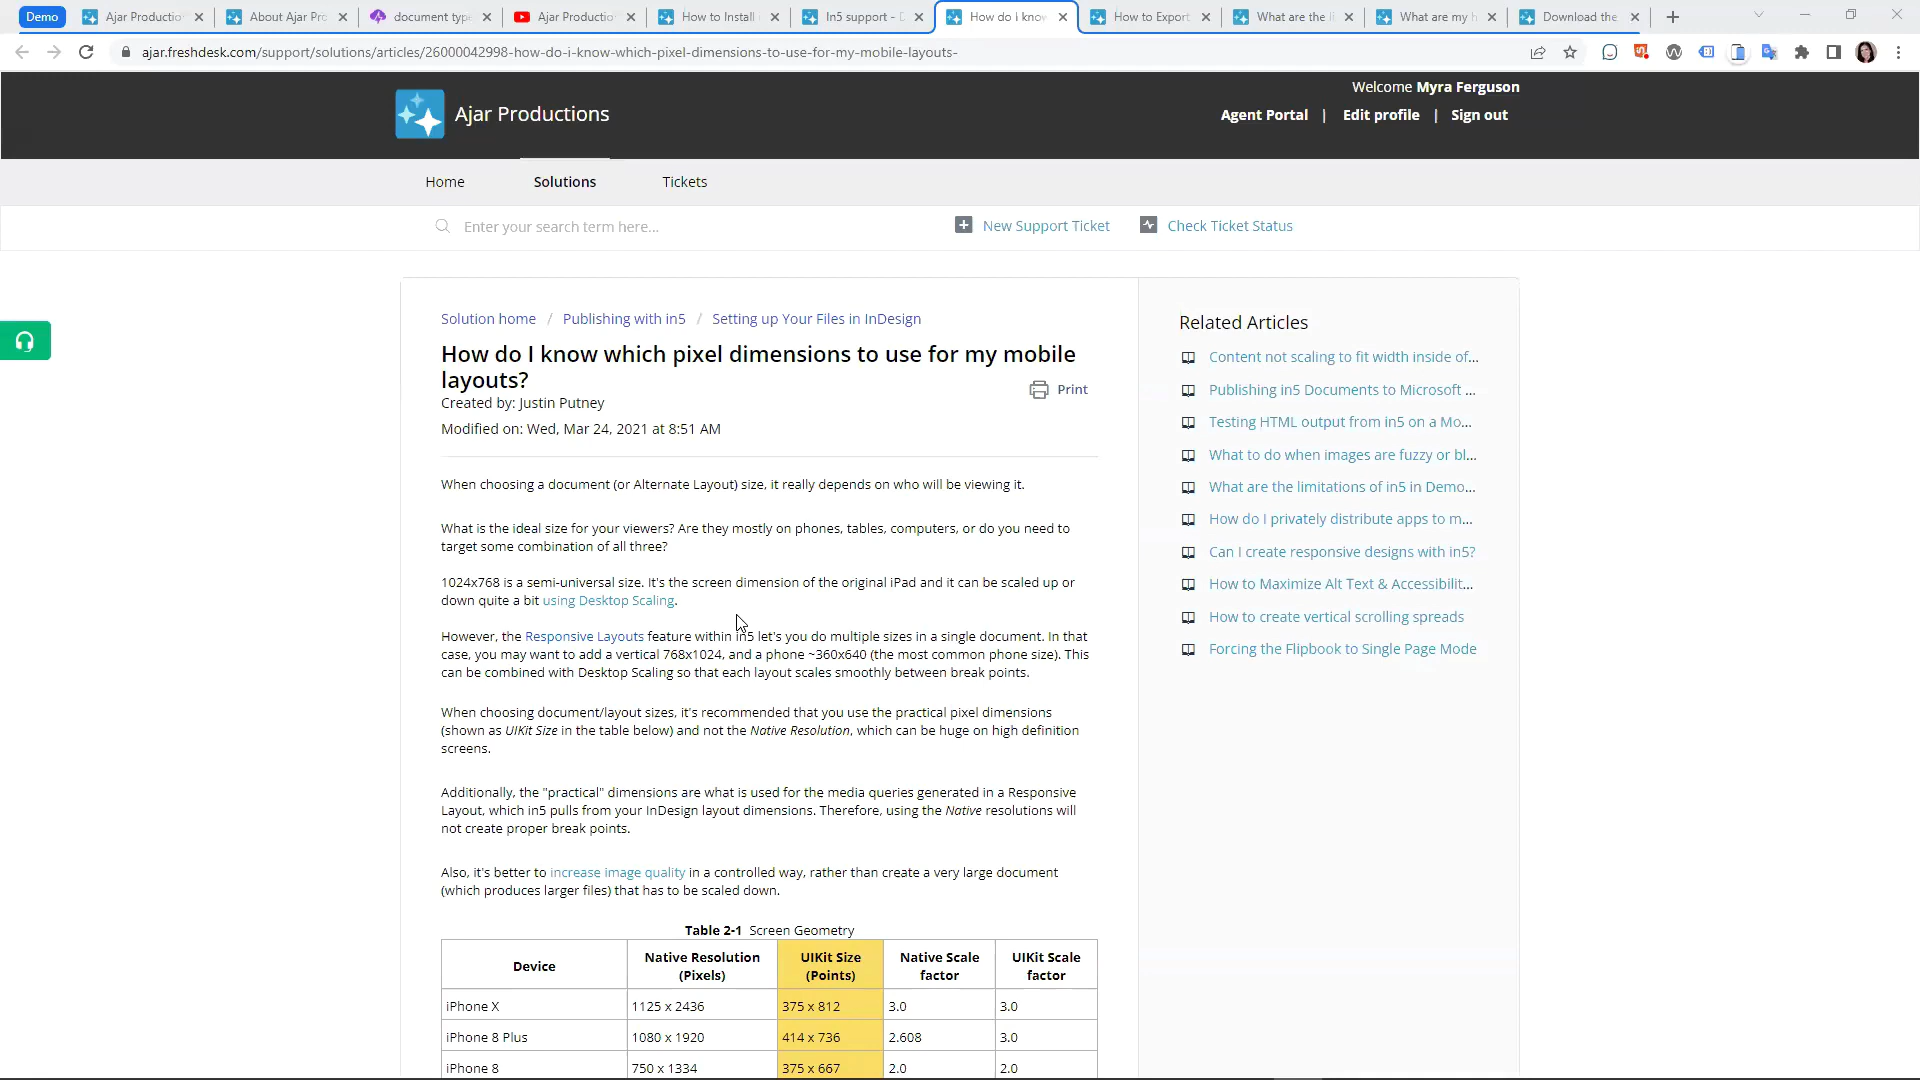 Demo
Ajar Productio
About Ajar Pro
document type
Ajar Productio
How to Install
In5 support - D
How do I know
How to Export
What are the li
What are my h
Download the
ajar.freshdesk.com/support/solutions/articles/26000042998-how-do-i-know-which-pixel-dimensions-to-use-for-my-mobile-layouts-
Ajar Productions
Welcome Myra Ferguson
Agent Portal | Edit profile | Sign out
Home Solutions Tickets
Enter your search term here...
New Support Ticket
Check Ticket Status
Solution home / Publishing with in5 / Setting up Your Files in InDesign
How do I know which pixel dimensions to use for my mobile
layouts?
Print
Created by: Justin Putney
Modified on: Wed, Mar 24, 2021 at 8:51 AM
When choosing a document (or Alternate Layout) size, it really depends on who will be viewing it.
What is the ideal size for your viewers? Are they mostly on phones, tables, computers, or do you need to
target some combination of all three?
1024x768 is a semi-universal size. It's the screen dimension of the original iPad and it can be scaled up or
down quite a bit using Desktop Scaling.
However, the Responsive Layouts feature within in5 let's you do multiple sizes in a single document. In that
case, you may want to add a vertical 768x1024, and a phone ~360x640 (the most common phone size). This
can be combined with Desktop Scaling so that each layout scales smoothly between break points.
When choosing document/layout sizes, it's recommended that you use the practical pixel dimensions
(shown as UIKit Size in the table below) and not the Native Resolution, which can be huge on high definition
screens.
Additionally, the "practical" dimensions are what is used for the media queries generated in a Responsive
Layout, which in5 pulls from your InDesign layout dimensions. Therefore, using the Native resolutions will
not create proper break points.
Also, it's better to increase image quality in a controlled way, rather than create a very large document
(which produces larger files) that has to be scaled down.
Table 2-1 Screen Geometry
Device Native Resolution (Pixels) UIKit Size (Points) Native Scale factor UIKit Scale factor
iPhone X 1125 x 2436 375 x 812 3.0 3.0
iPhone 8 Plus 1080 x 1920 414 x 736 2.608 3.0
iPhone 8 750 x 1334 375 x 667 2.0 2.0
Related Articles
Content not scaling to fit width inside of...
Publishing in5 Documents to Microsoft ...
Testing HTML output from in5 on a Mo...
What to do when images are fuzzy or bl...
What are the limitations of in5 in Demo...
How do I privately distribute apps to m...
Can I create responsive designs with in5?
How to Maximize Alt Text & Accessibilit...
How to create vertical scrolling spreads
Forcing the Flipbook to Single Page Mode